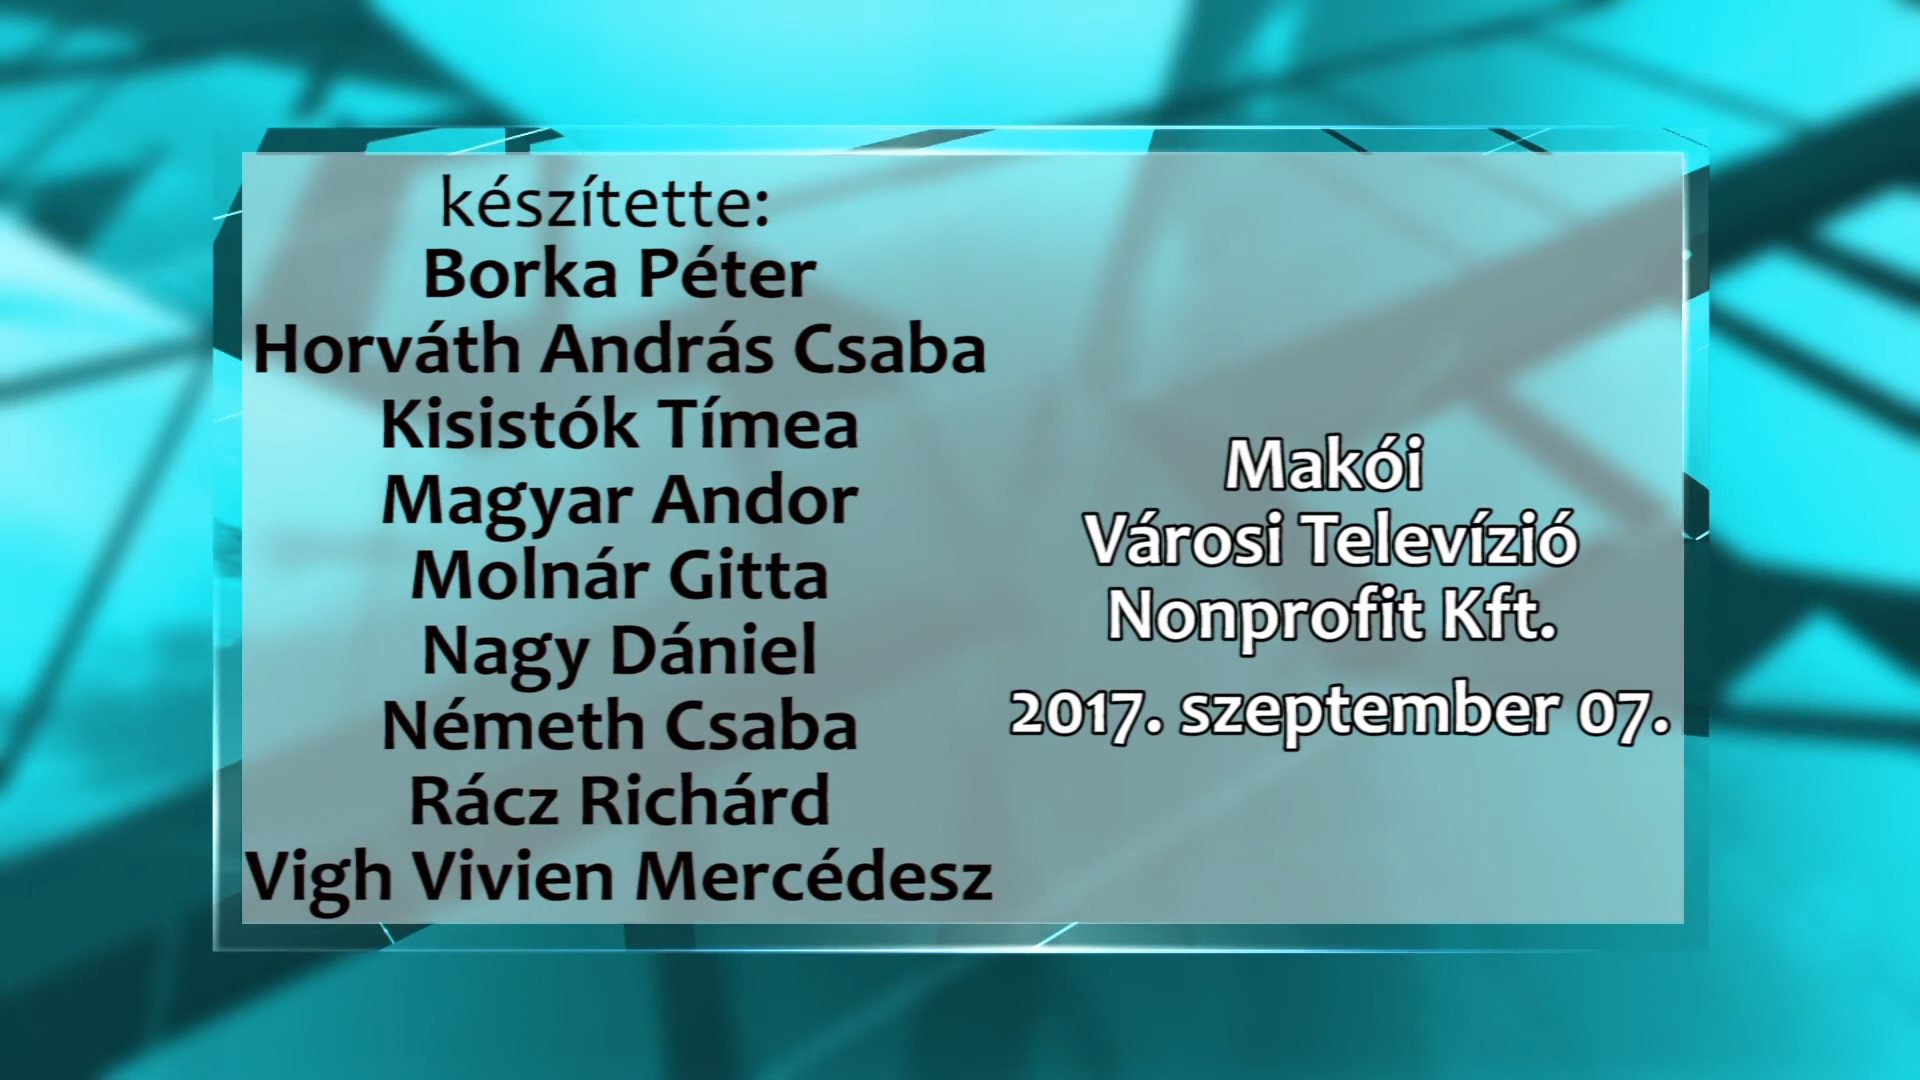 készítette:
Borka Péter
Horváth András Csaba
Kisistók Tímea
Magyar Andor
Molnár Gitta
Nagy Dániel
Németh Csaba
Rácz Richárd
Vigh Vivien Mercédesz
Makói
Városi Televízió
Nonprofit Kft.
2017. szeptember 07.